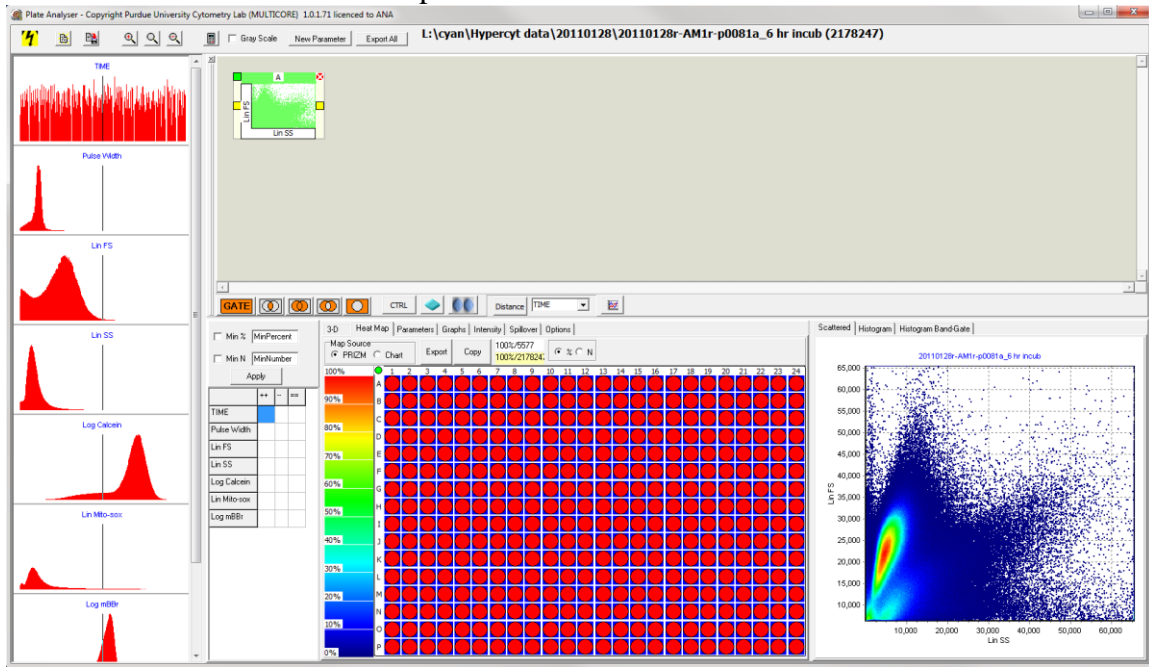 Plate Analyser - Copyright Purdue University Cytometry Lab (MULTICORE) 1.0.1.71 licenced to ANA
Gray Scale New Parameter Export All L:\cyan\Hypercyt data\20110128\20110128r-AM1r-p0081a_6 hr incub (2178247)
TIME
Pulse Width
Lin FS
Lin SS
Log Calcein
Lin Mito-sox
Log mBBr
A
Lin FS
Lin SS
GATE CTRL Distance TIME
Min % MinPercent
Min N MinNumber
Apply
++ -- ==
TIME
Pulse Width
Lin FS
Lin SS
Log Calcein
Lin Mito-sox
Log mBBr
3-D Heat Map Parameters Graphs Intensity Spillover Options
Map Source
PRIZM Chart Export Copy 100%/5577 % N
100%/217824
100%
90%
80%
70%
60%
50%
40%
30%
20%
10%
0%
1 2 3 4 5 6 7 8 9 10 11 12 13 14 15 16 17 18 19 20 21 22 23 24
A
B
C
D
E
F
G
H
I
J
K
L
M
N
O
P
Scattered Histogram Histogram Band-Gate
20110128r-AM1r-p0081a_6 hr incub
65,000
60,000
55,000
50,000
45,000
40,000
35,000
30,000
25,000
20,000
15,000
10,000
Lin FS
10,000 20,000 30,000 40,000 50,000 60,000
Lin SS